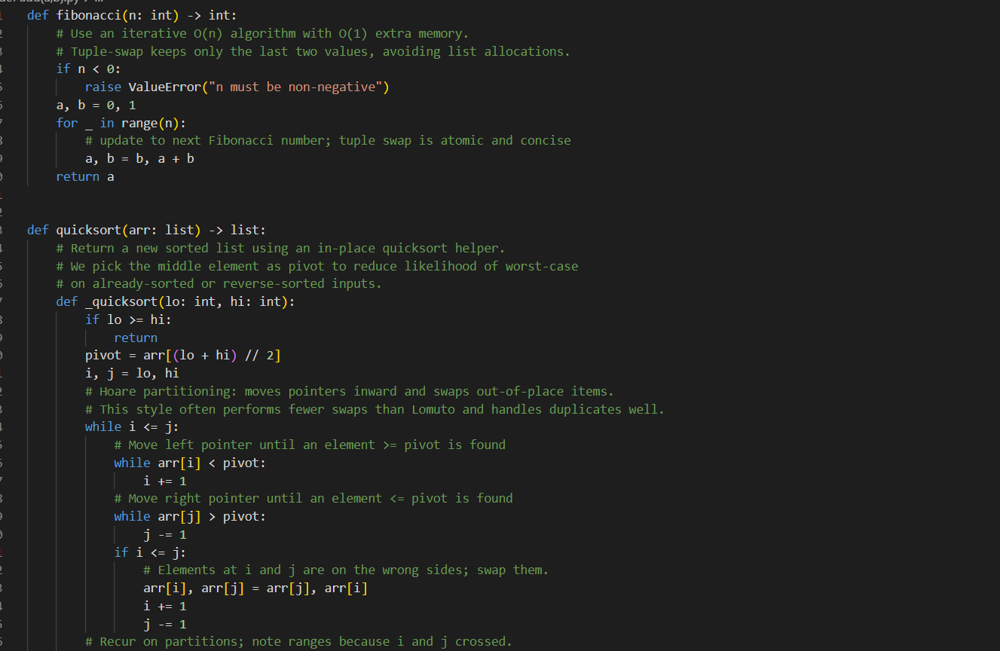 def fibonacci(n: int) -> int:
    # Use an iterative O(n) algorithm with O(1) extra memory.
    # Tuple-swap keeps only the last two values, avoiding list allocations.
    if n < 0:
        raise ValueError("n must be non-negative")
    a, b = 0, 1
    for _ in range(n):
        # update to next Fibonacci number; tuple swap is atomic and concise
        a, b = b, a + b
    return a
def quicksort(arr: list) -> list:
    # Return a new sorted list using an in-place quicksort helper.
    # We pick the middle element as pivot to reduce likelihood of worst-case
    # on already-sorted or reverse-sorted inputs.
    def _quicksort(lo: int, hi: int):
        if lo >= hi:
            return
        pivot = arr[(lo + hi) // 2]
        i, j = lo, hi
        # Hoare partitioning: moves pointers inward and swaps out-of-place items.
        # This style often performs fewer swaps than Lomuto and handles duplicates well.
        while i <= j:
            # Move left pointer until an element >= pivot is found
            while arr[i] < pivot:
                i += 1
            # Move right pointer until an element <= pivot is found
            while arr[j] > pivot:
                j -= 1
            if i <= j:
                # Elements at i and j are on the wrong sides; swap them.
                arr[i], arr[j] = arr[j], arr[i]
                i += 1
                j -= 1
        # Recur on partitions; note ranges because i and j crossed.